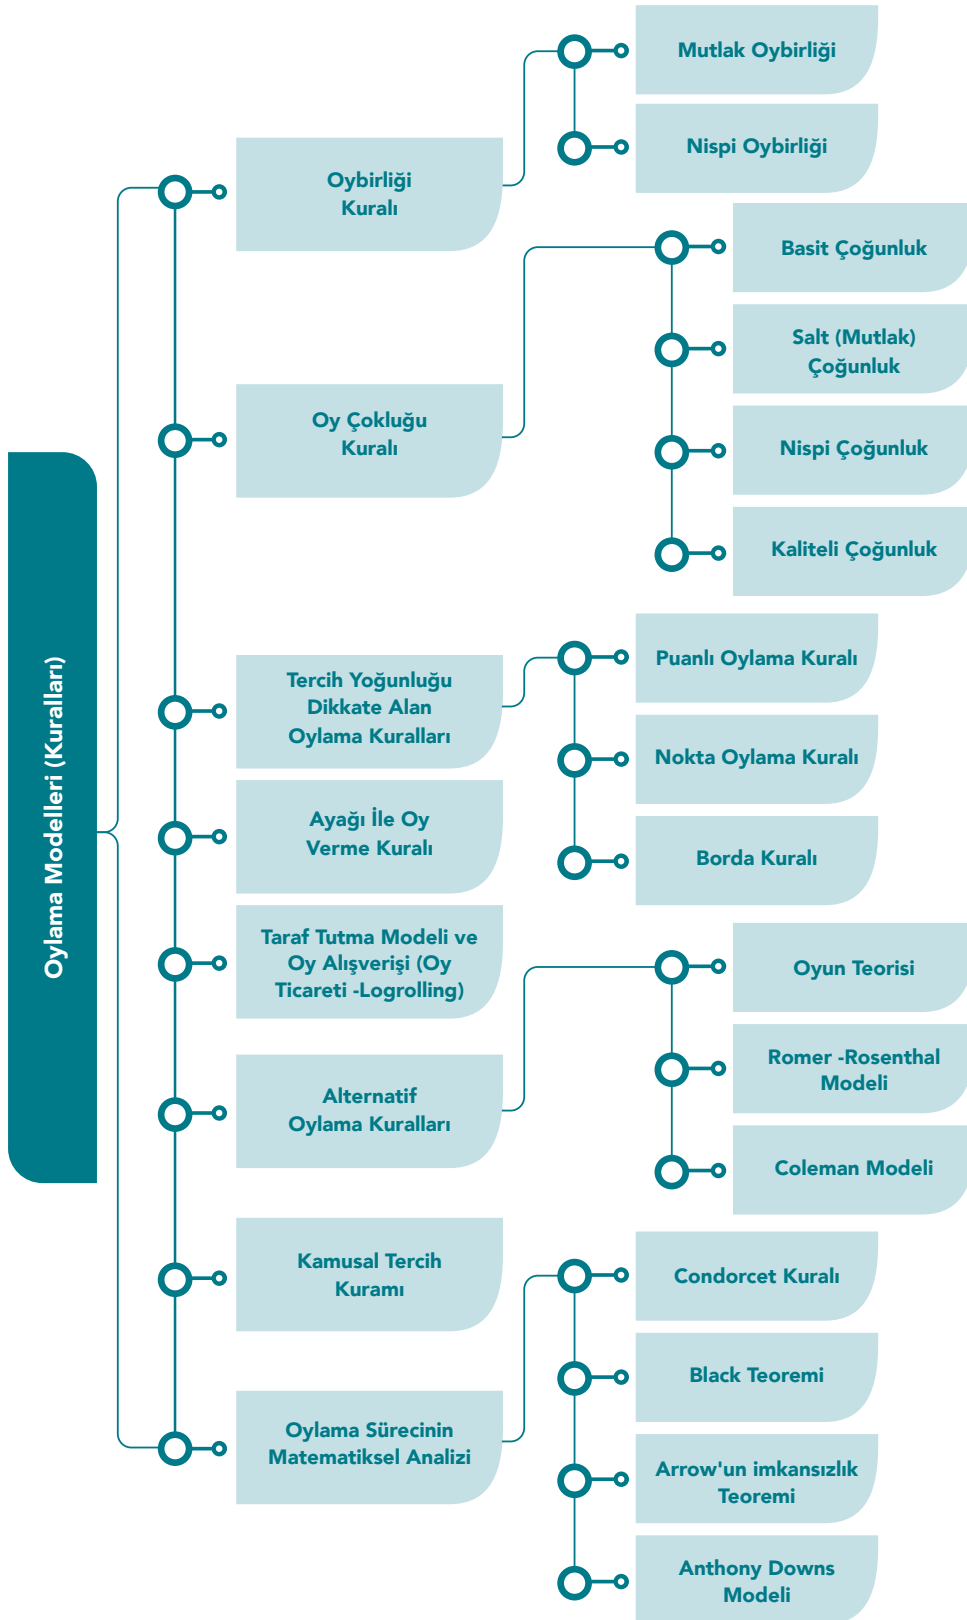 Oylama Modelleri (Kuralları)
Oybirliği
Kuralı
Mutlak Oybirliği
Nispi Oybirliği
Oy Çokluğu
Kuralı
Basit Çoğunluk
Salt (Mutlak)
Çoğunluk
Nispi Çoğunluk
Kaliteli Çoğunluk
Tercih Yoğunluğu
Dikkate Alan
Oylama Kuralları
Puanlı Oylama Kuralı
Nokta Oylama Kuralı
Borda Kuralı
Ayağı İle Oy
Verme Kuralı
Taraf Tutma Modeli ve
Oy Alışverişi (Oy
Ticareti -Logrolling)
Alternatif
Oylama Kuralları
Oyun Teorisi
Romer -Rosenthal
Modeli
Coleman Modeli
Kamusal Tercih
Kuramı
Oylama Sürecinin
Matematiksel Analizi
Condorcet Kuralı
Black Teoremi
Arrow'un imkansızlık
Teoremi
Anthony Downs
Modeli